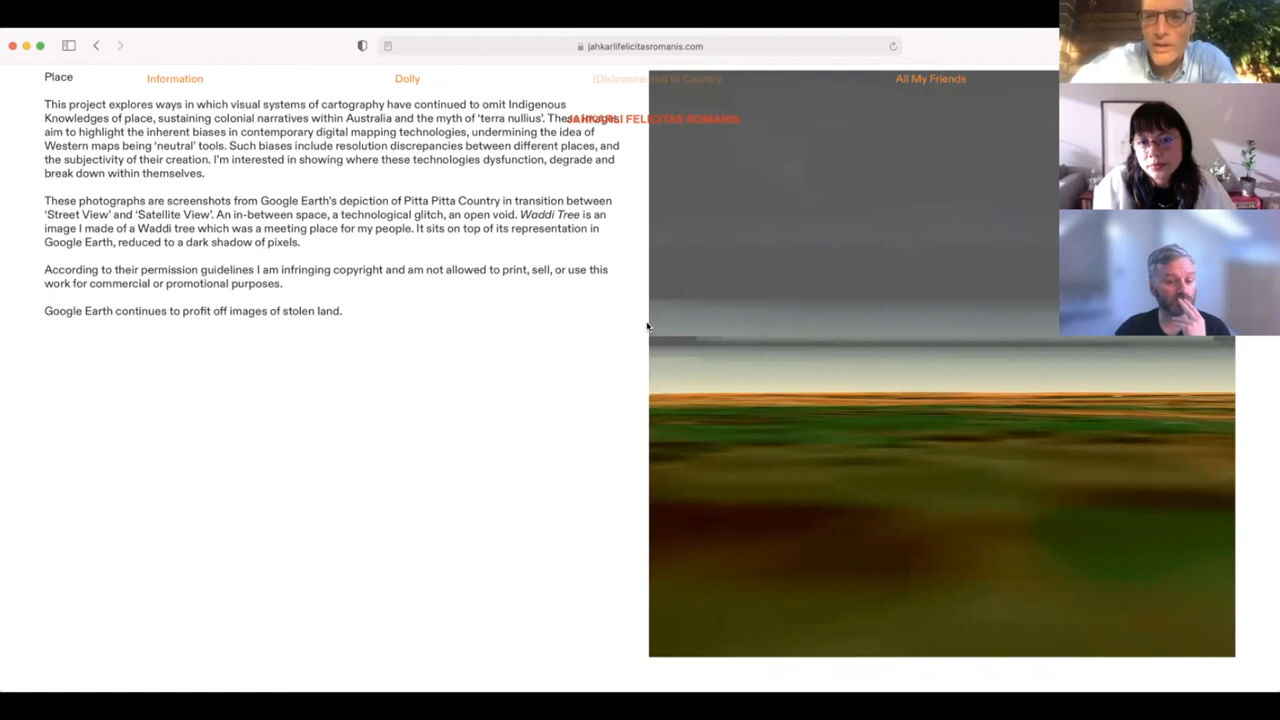 jahkarlifelicitasromanis.com
Place
Information
Dolly
(Dis)connected to Country
All My Friends
JAHKARLI FELICITAS ROMANIS
This project explores ways in which visual systems of cartography have continued to omit Indigenous
Knowledges of place, sustaining colonial narratives within Australia and the myth of ‘terra nullius’. These images
aim to highlight the inherent biases in contemporary digital mapping technologies, undermining the idea of
Western maps being ‘neutral’ tools. Such biases include resolution discrepancies between different places, and
the subjectivity of their creation. I’m interested in showing where these technologies dysfunction, degrade and
break down within themselves.
These photographs are screenshots from Google Earth’s depiction of Pitta Pitta Country in transition between
‘Street View’ and ‘Satellite View’. An in-between space, a technological glitch, an open void. Waddi Tree is an
image I made of a Waddi tree which was a meeting place for my people. It sits on top of its representation in
Google Earth, reduced to a dark shadow of pixels.
According to their permission guidelines I am infringing copyright and am not allowed to print, sell, or use this
work for commercial or promotional purposes.
Google Earth continues to profit off images of stolen land.